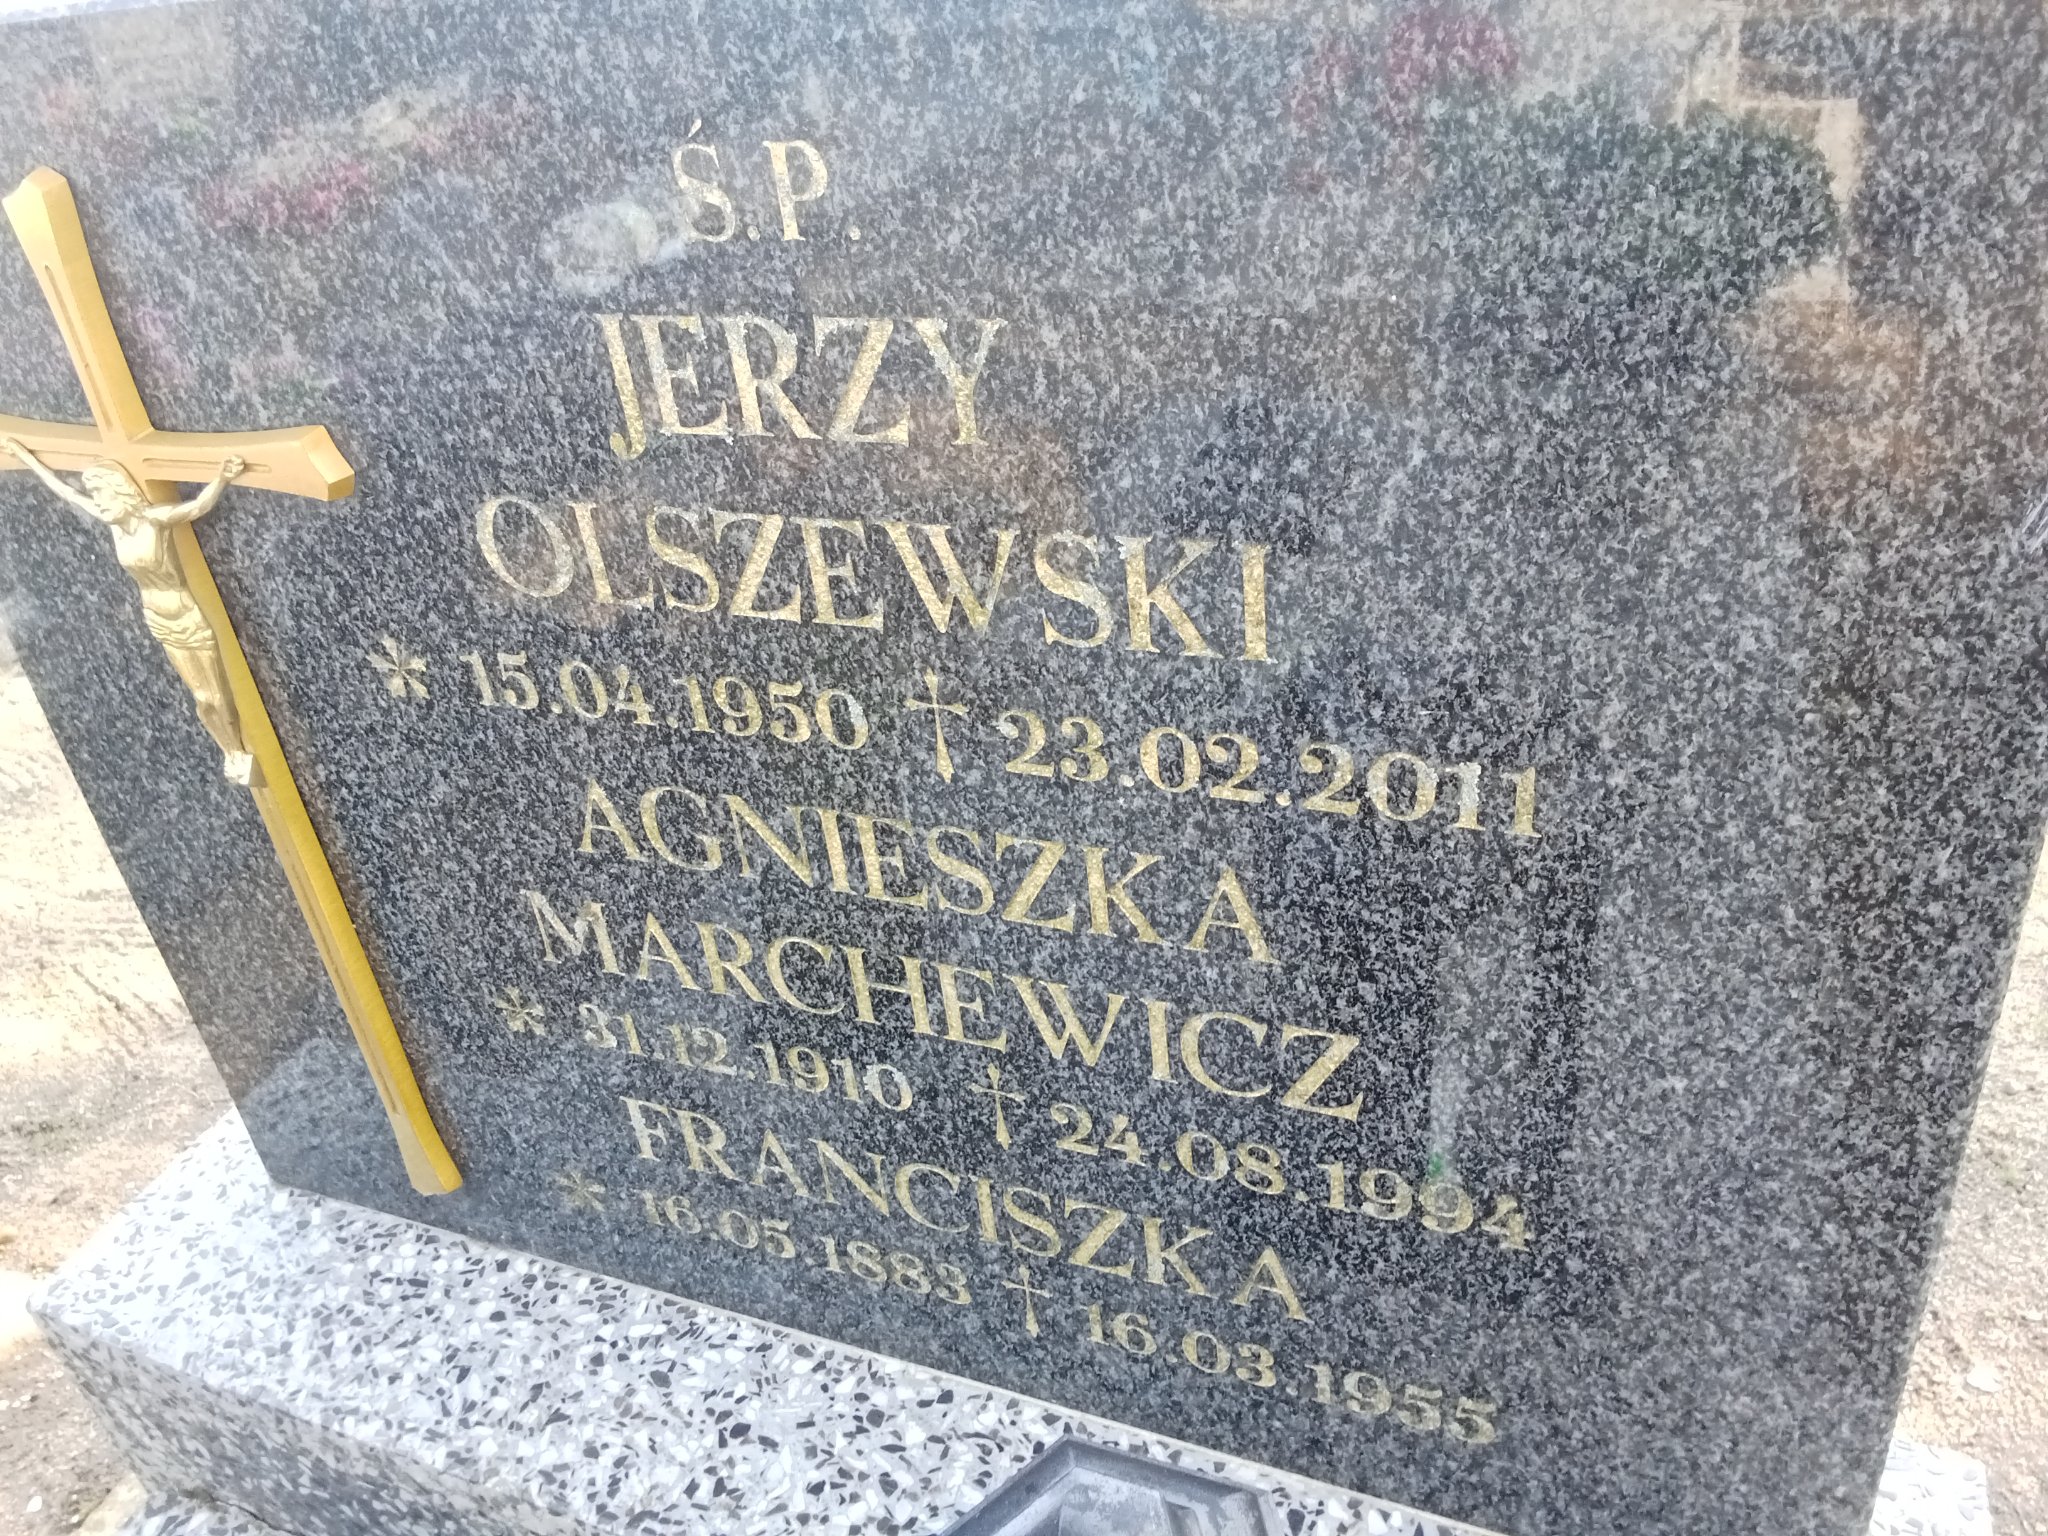 Ś.P.
JERZY
OLSZEWSKI
* 15.04.1950 † 23.02.2011
AGNIESZKA
MARCHEWICZ
* 31.12.1910 † 24.08.1994
FRANCISZKA
* 16.05.1883 † 16.03.1955